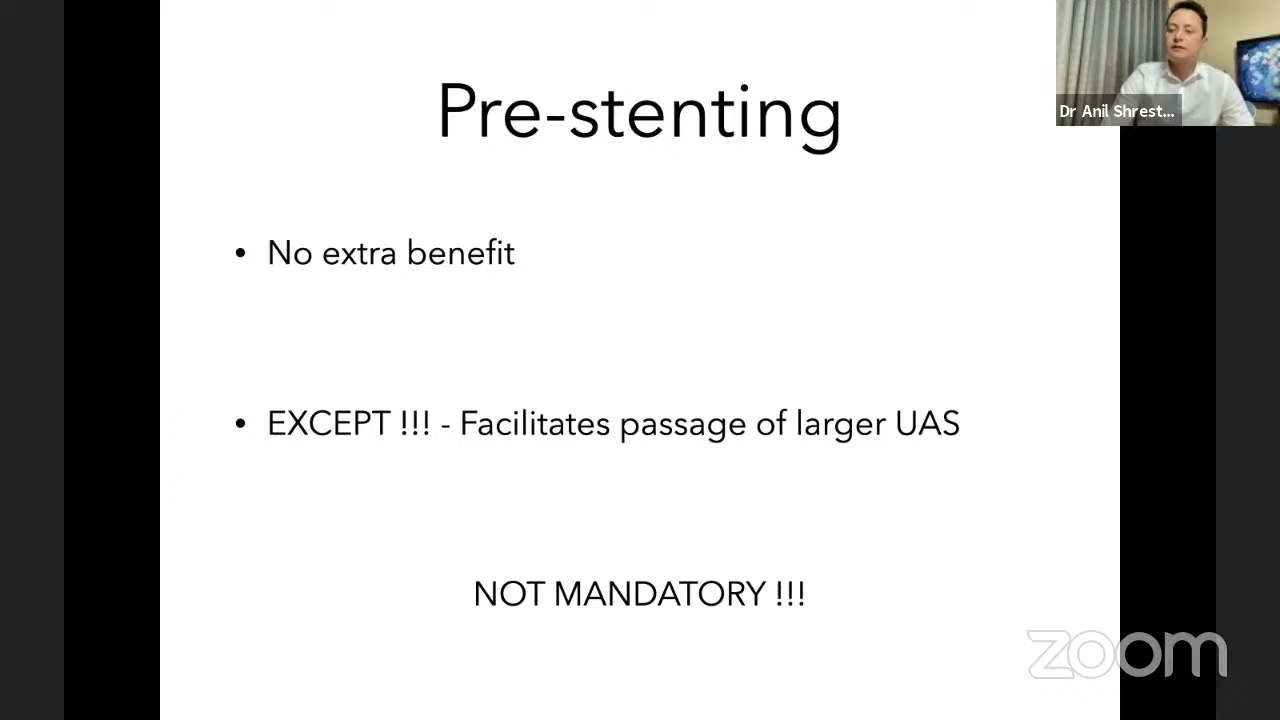 Pre-stenting
Dr Anil Shrest...
• No extra benefit
• EXCEPT !!! - Facilitates passage of larger UAS
NOT MANDATORY !!!
zoom